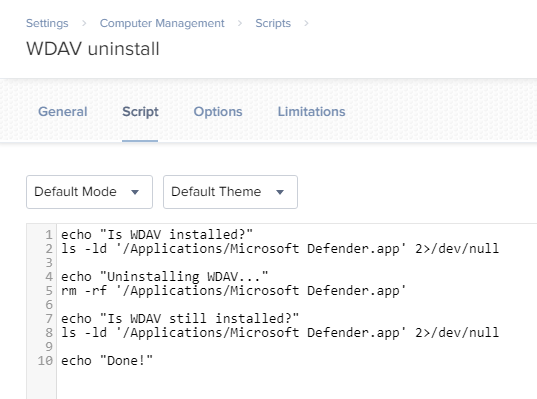 Settings > Computer Management > Scripts >
WDAV uninstall
General Script Options Limitations
Default Mode Default Theme
1 echo "Is WDAV installed?"
2 ls -ld '/Applications/Microsoft Defender.app' 2>/dev/null
3
4 echo "Uninstalling WDAV..."
5 rm -rf '/Applications/Microsoft Defender.app'
6
7 echo "Is WDAV still installed?"
8 ls -ld '/Applications/Microsoft Defender.app' 2>/dev/null
9
10 echo "Done!"